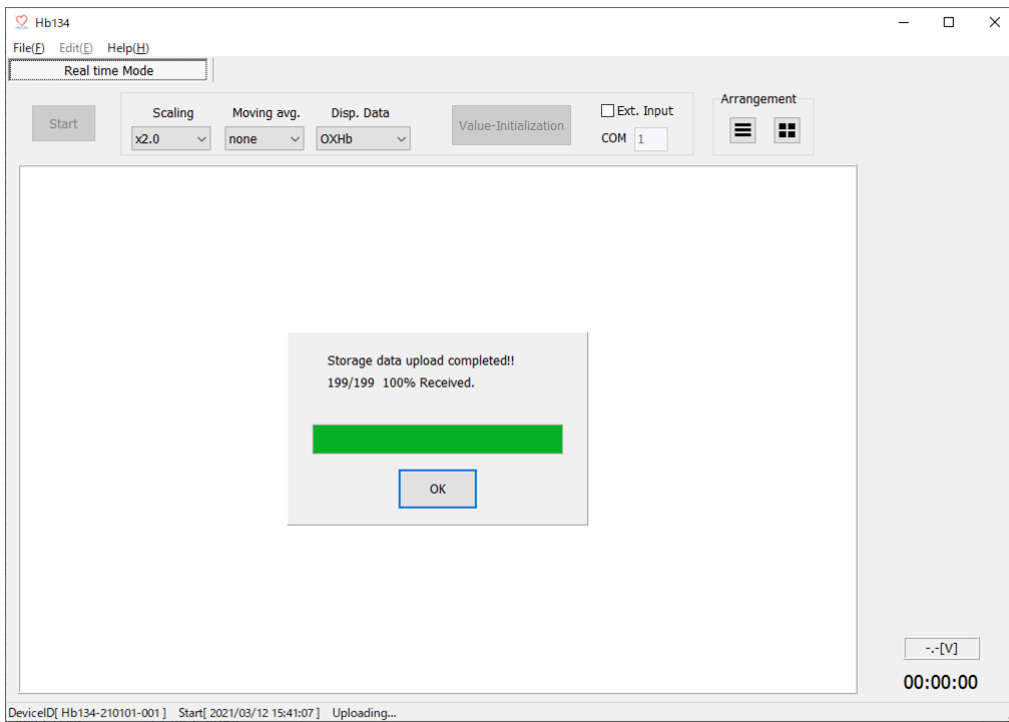 Hb134
File(F) Edit(E) Help(H)
Real time Mode
Start
Scaling
x2.0
Moving avg.
none
Disp. Data
OXHb
Value-Initialization
Ext. Input
COM 1
Arrangement
Storage data upload completed!!
199/199 100% Received.
OK
-.-[V]
00:00:00
DeviceID[ Hb134-210101-001 ] Start[ 2021/03/12 15:41:07 ] Uploading...